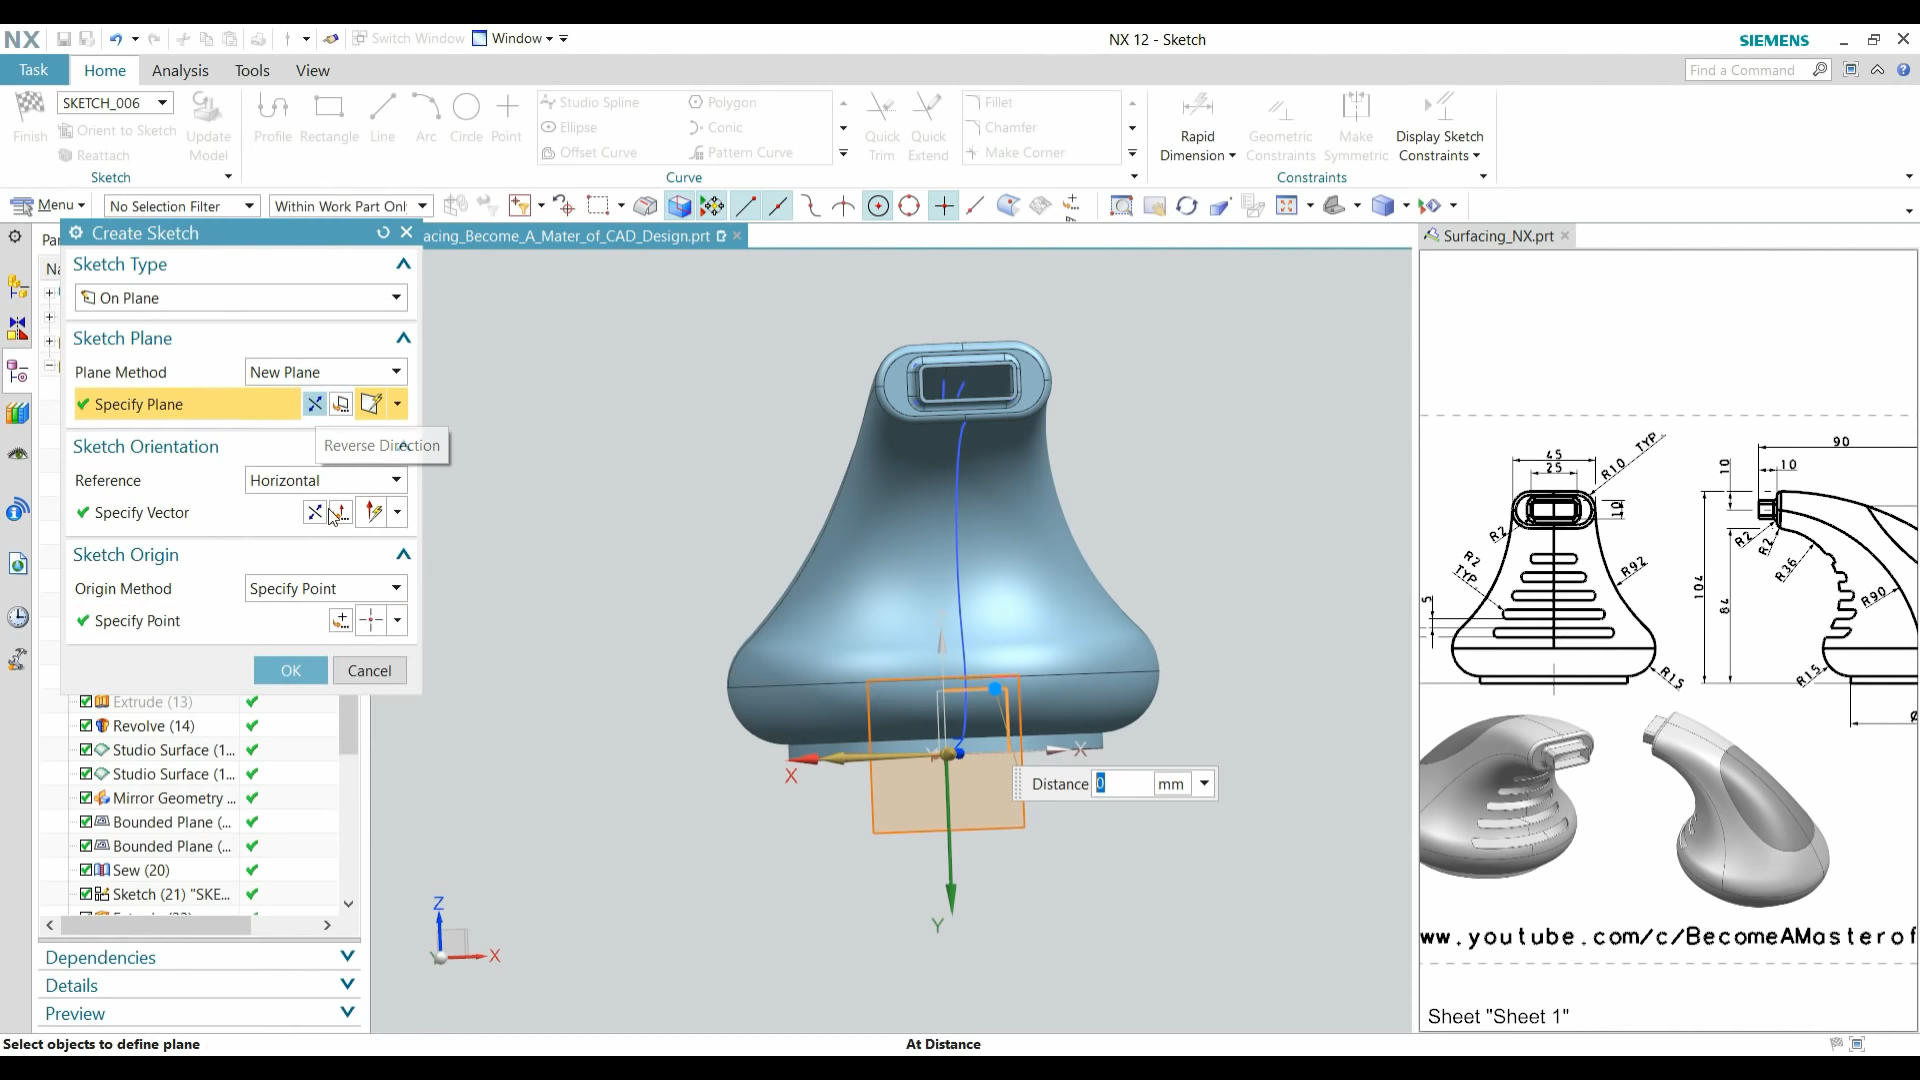 NX
Switch Window
Window
NX 12 - Sketch
SIEMENS
Task
Home
Analysis
Tools
View
Find a Command
Finish
SKETCH_006
Orient to Sketch
Reattach
Update
Model
Profile
Rectangle
Line
Arc
Circle
Point
Studio Spline
Ellipse
Offset Curve
Polygon
Conic
Pattern Curve
Quick
Trim
Quick
Extend
Fillet
Chamfer
Make Corner
Rapid
Dimension
Geometric
Constraints
Make
Symmetric
Display Sketch
Constraints
Sketch
Curve
Constraints
Menu
No Selection Filter
Within Work Part Onl
Create Sketch
acing_Become_A_Mater_of_CAD_Design.prt
Surfacing_NX.prt
Sketch Type
On Plane
Sketch Plane
Plane Method
New Plane
Specify Plane
Sketch Orientation
Reverse Direction
Reference
Horizontal
Specify Vector
Sketch Origin
Origin Method
Specify Point
Specify Point
OK
Cancel
Extrude (13)
Revolve (14)
Studio Surface (1...
Studio Surface (1...
Mirror Geometry ...
Bounded Plane (...
Bounded Plane (...
Sew (20)
Sketch (21) "SKE...
Dependencies
Details
Preview
X
X
Y
Z
X
Distance 0 mm
45
25
R10 TYP
10
R2
R2
TYP
R92
5
R15
90
10
10
R2
R2
R36
R90
104
84
R15
www.youtube.com/c/BecomeAMasterof
Sheet "Sheet 1"
Select objects to define plane
At Distance